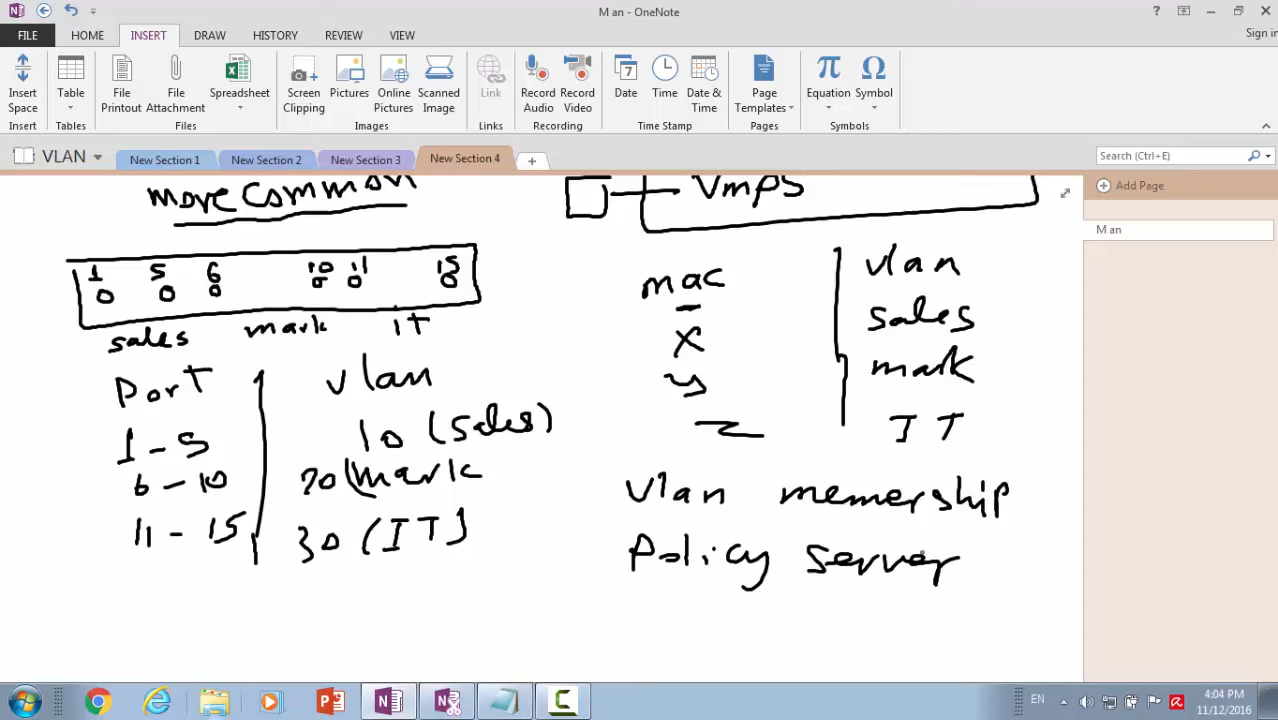 M an - OneNote
?
FILE HOME INSERT DRAW HISTORY REVIEW VIEW
Sign in
Insert Space
Table
File Printout
File Attachment
Spreadsheet
Screen Clipping
Pictures
Online Pictures
Scanned Image
Link
Record Audio
Record Video
Date
Time
Date & Time
Page Templates
Equation
Symbol
Insert Tables Files Images Links Recording Time Stamp Pages Symbols
VLAN New Section 1 New Section 2 New Section 3 New Section 4 +
Search (Ctrl+E)
Add Page
M an
more common
1 5 6 10 11 15
sales mark IT
Port vlan
1 - 5 10 (sales)
6 - 10 20 (mark
11 - 15 30 (IT)
VMPS
mac vlan
x sales
y mark
z IT
Vlan memership
Policy server
EN
4:04 PM
11/12/2016